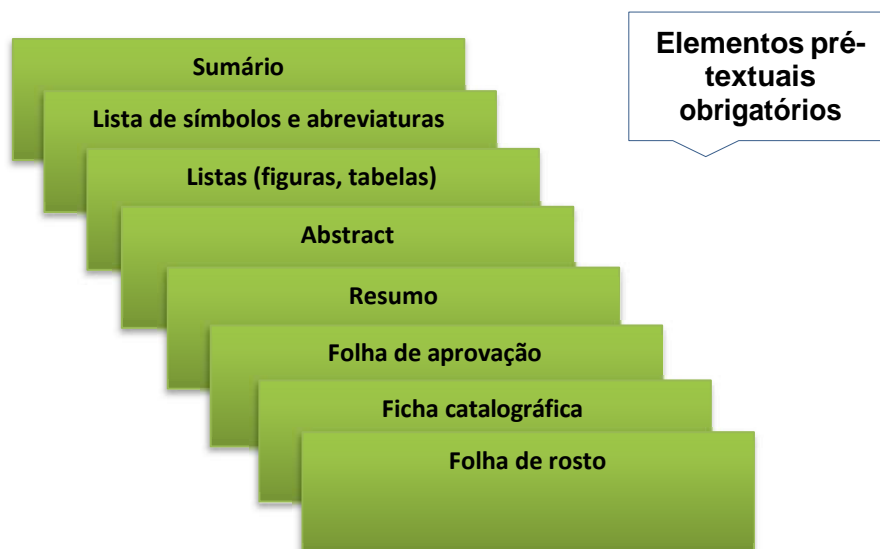 Elementos pré-
textuais
obrigatórios
Sumário
Lista de símbolos e abreviaturas
Listas (figuras, tabelas)
Abstract
Resumo
Folha de aprovação
Ficha catalográfica
Folha de rosto